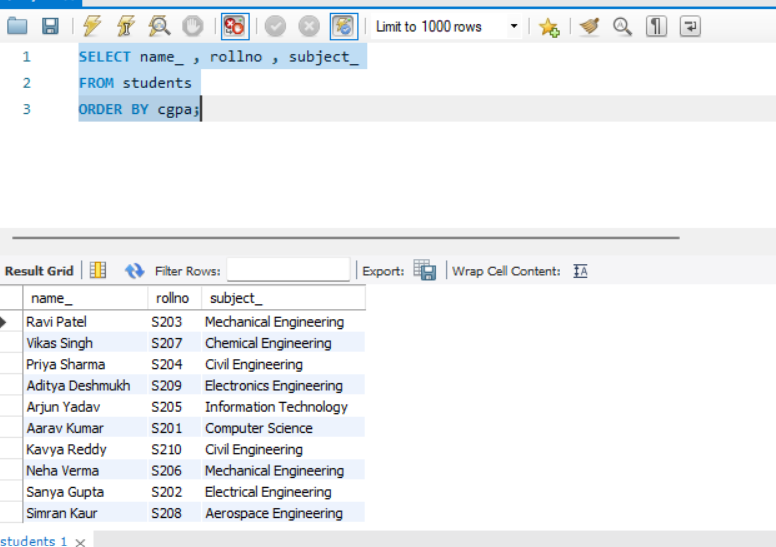 Limit to 1000 rows
1 SELECT name_ , rollno , subject_
2 FROM students
3 ORDER BY cgpa;
Result Grid Filter Rows: Export: Wrap Cell Content: IA
name_ rollno subject_
Ravi Patel S203 Mechanical Engineering
Vikas Singh S207 Chemical Engineering
Priya Sharma S204 Civil Engineering
Aditya Deshmukh S209 Electronics Engineering
Arjun Yadav S205 Information Technology
Aarav Kumar S201 Computer Science
Kavya Reddy S210 Civil Engineering
Neha Verma S206 Mechanical Engineering
Sanya Gupta S202 Electrical Engineering
Simran Kaur S208 Aerospace Engineering
students 1